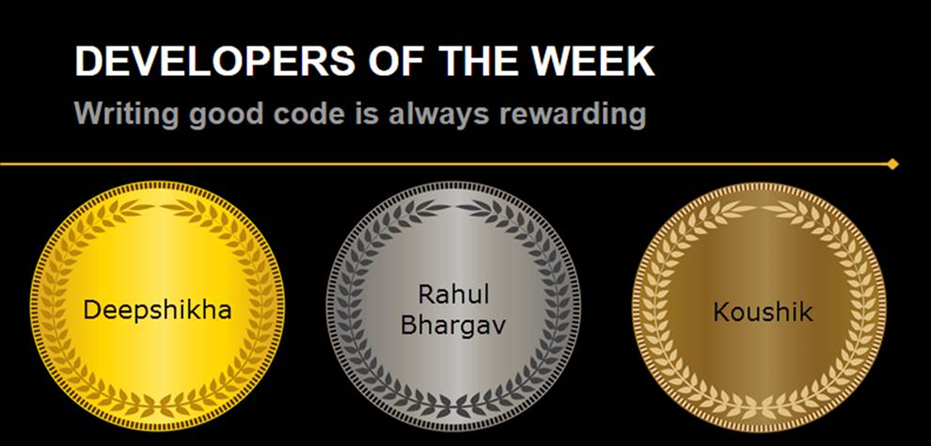 DEVELOPERS OF THE WEEK
Writing good code is always rewarding
Deepshikha
Rahul
Bhargav
Koushik